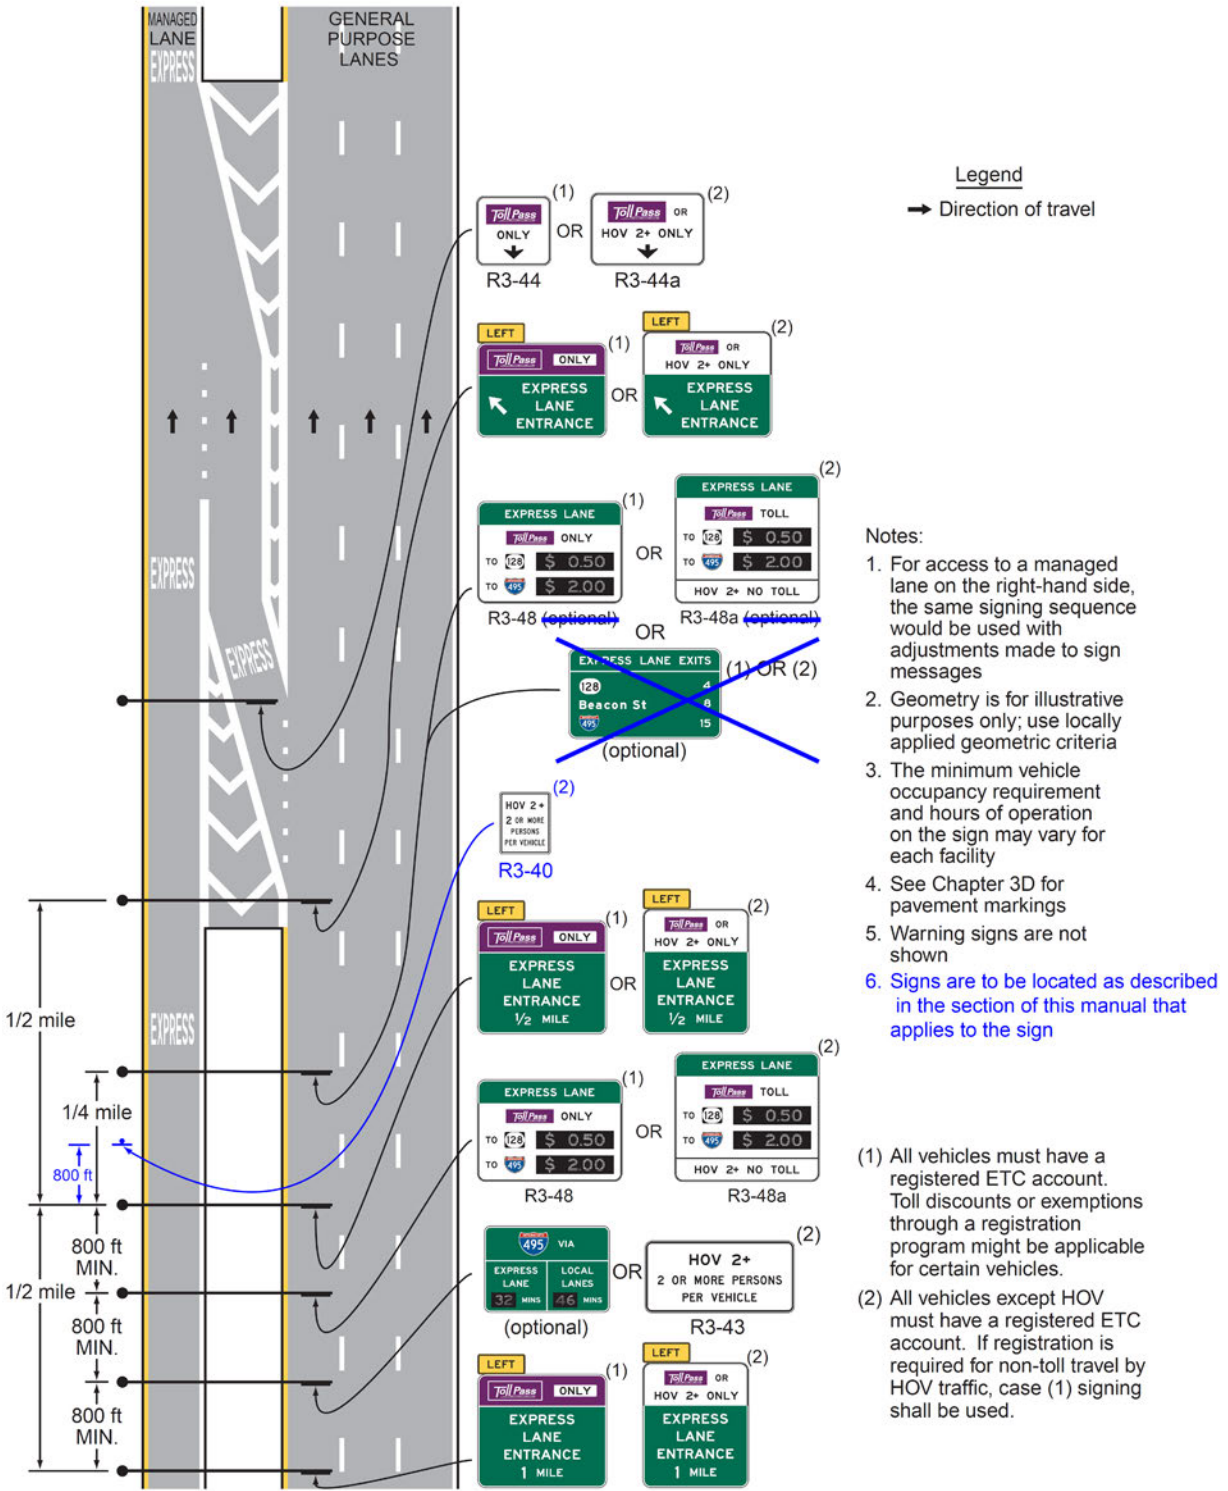 MANAGED
LANE
EXPRESS
GENERAL
PURPOSE
LANES
Legend
Direction of travel
Toll Pass
ONLY
(1)
OR
Toll Pass OR
HOV 2+ ONLY
(2)
R3-44
R3-44a
LEFT
Toll Pass ONLY
EXPRESS
LANE
ENTRANCE
(1)
OR
LEFT
Toll Pass OR
HOV 2+ ONLY
EXPRESS
LANE
ENTRANCE
(2)
EXPRESS LANE
Toll Pass ONLY
TO 128 $ 0.50
TO 495 $ 2.00
(1)
OR
EXPRESS LANE
Toll Pass TOLL
TO 128 $ 0.50
TO 495 $ 2.00
HOV 2+ NO TOLL
(2)
R3-48 (optional)
R3-48a (optional)
OR
EXPRESS LANE EXITS
128 4
Beacon St 8
495 15
(1) OR (2)
(optional)
EXPRESS
EXPRESS
HOV 2+
2 OR MORE
PERSONS
PER VEHICLE
(2)
R3-40
LEFT
Toll Pass ONLY
EXPRESS
LANE
ENTRANCE
1/2 MILE
(1)
OR
LEFT
Toll Pass OR
HOV 2+ ONLY
EXPRESS
LANE
ENTRANCE
1/2 MILE
(2)
EXPRESS
1/2 mile
1/4 mile
800 ft
EXPRESS LANE
Toll Pass ONLY
TO 128 $ 0.50
TO 495 $ 2.00
(1)
OR
EXPRESS LANE
Toll Pass TOLL
TO 128 $ 0.50
TO 495 $ 2.00
HOV 2+ NO TOLL
(2)
R3-48
R3-48a
800 ft
MIN.
1/2 mile
800 ft
MIN.
800 ft
MIN.
495 VIA
EXPRESS
LANE
32 MINS
LOCAL
LANES
46 MINS
(optional)
OR
HOV 2+
2 OR MORE PERSONS
PER VEHICLE
(2)
R3-43
LEFT
Toll Pass ONLY
EXPRESS
LANE
ENTRANCE
1 MILE
(1)
OR
LEFT
Toll Pass OR
HOV 2+ ONLY
EXPRESS
LANE
ENTRANCE
1 MILE
(2)
Notes:
1. For access to a managed
lane on the right-hand side,
the same signing sequence
would be used with
adjustments made to sign
messages
2. Geometry is for illustrative
purposes only; use locally
applied geometric criteria
3. The minimum vehicle
occupancy requirement
and hours of operation
on the sign may vary for
each facility
4. See Chapter 3D for
pavement markings
5. Warning signs are not
shown
6. Signs are to be located as described
in the section of this manual that
applies to the sign
(1) All vehicles must have a
registered ETC account.
Toll discounts or exemptions
through a registration
program might be applicable
for certain vehicles.
(2) All vehicles except HOV
must have a registered ETC
account. If registration is
required for non-toll travel by
HOV traffic, case (1) signing
shall be used.